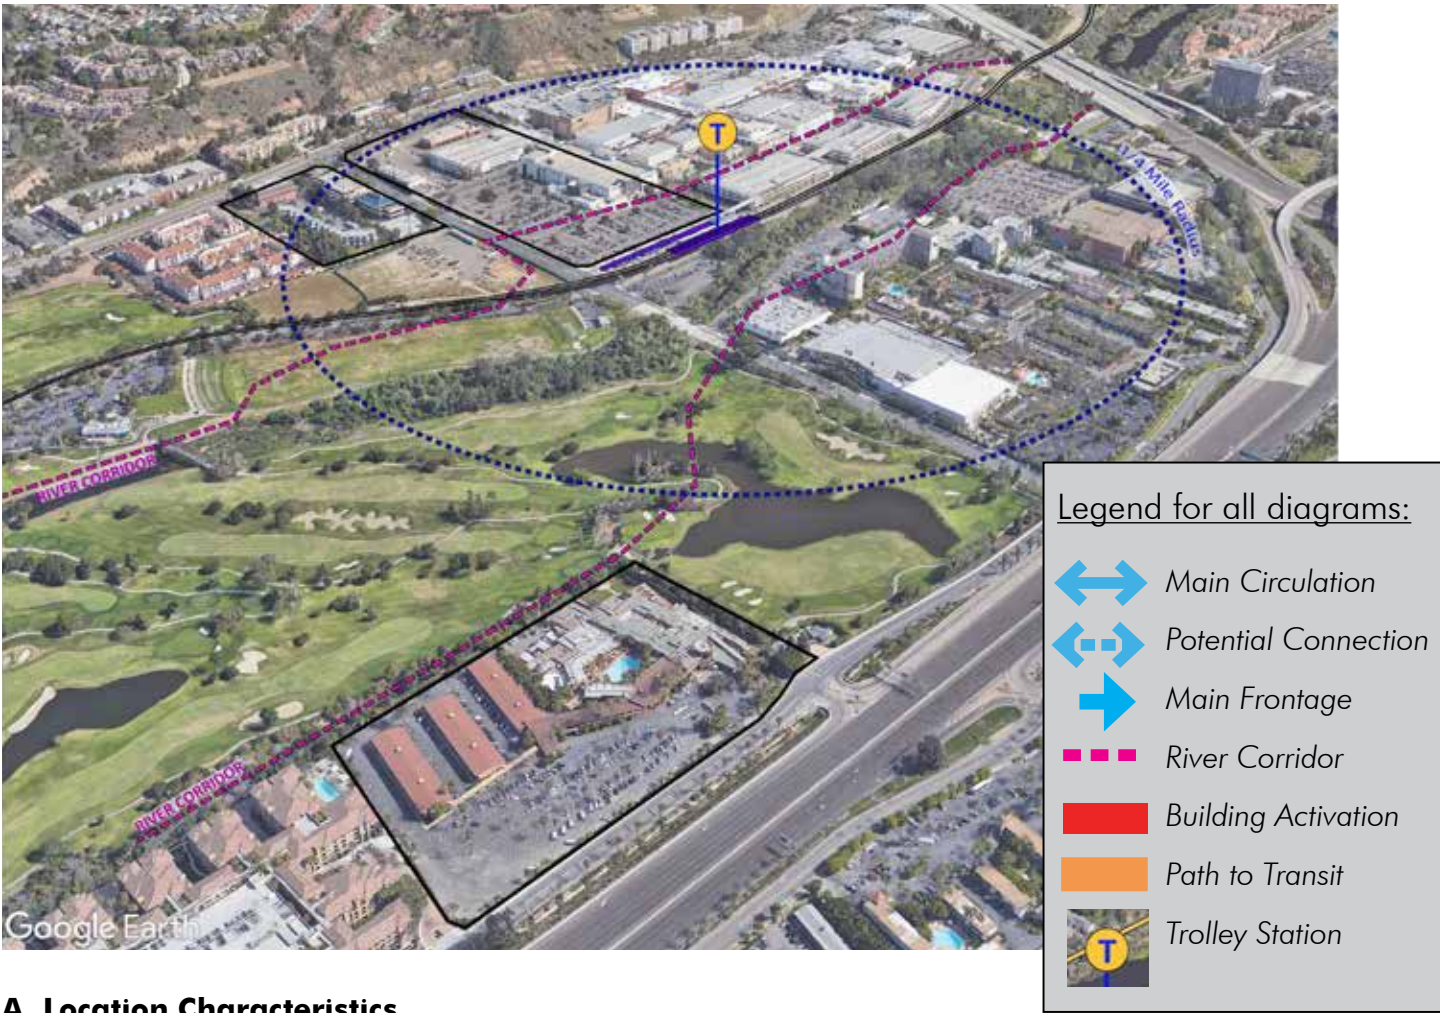 T
1/4 Mile Radius
RIVER CORRIDOR
RIVER CORRIDOR
Google Earth
Legend for all diagrams:
Main Circulation
Potential Connection
Main Frontage
River Corridor
Building Activation
Path to Transit
T
Trolley Station
A. Location Characteristics